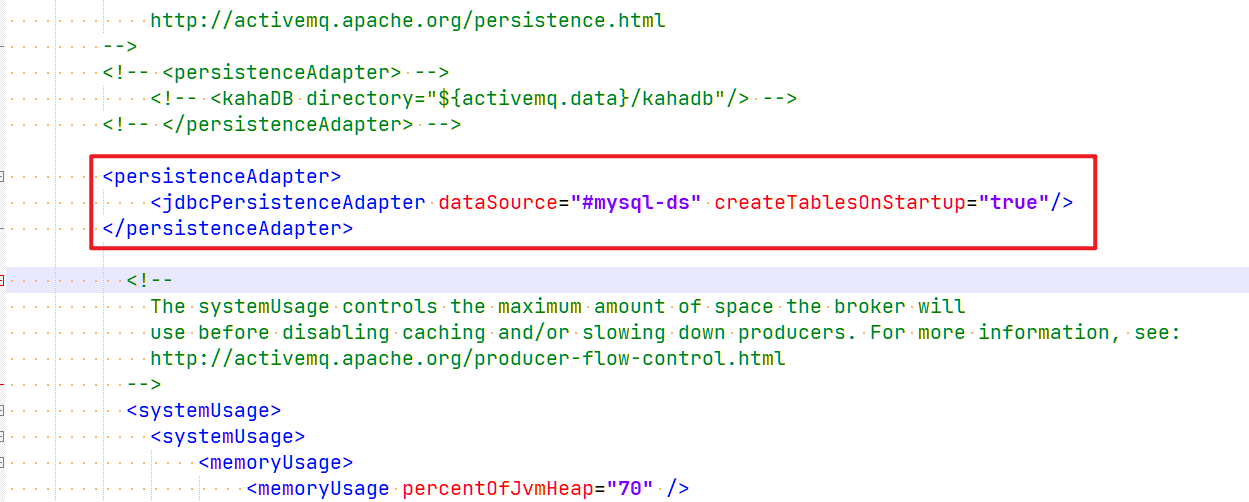 http://activemq.apache.org/persistence.html
-->
<!-- <persistenceAdapter> -->
<!-- <kahaDB directory="${activemq.data}/kahadb"/> -->
<!-- </persistenceAdapter> -->
<persistenceAdapter>
<jdbcPersistenceAdapter dataSource="#mysql-ds" createTablesOnStartup="true"/>
</persistenceAdapter>
<!--
The systemUsage controls the maximum amount of space the broker will
use before disabling caching and/or slowing down producers. For more information, see:
http://activemq.apache.org/producer-flow-control.html
-->
<systemUsage>
<systemUsage>
<memoryUsage>
<memoryUsage percentOfJvmHeap="70" />